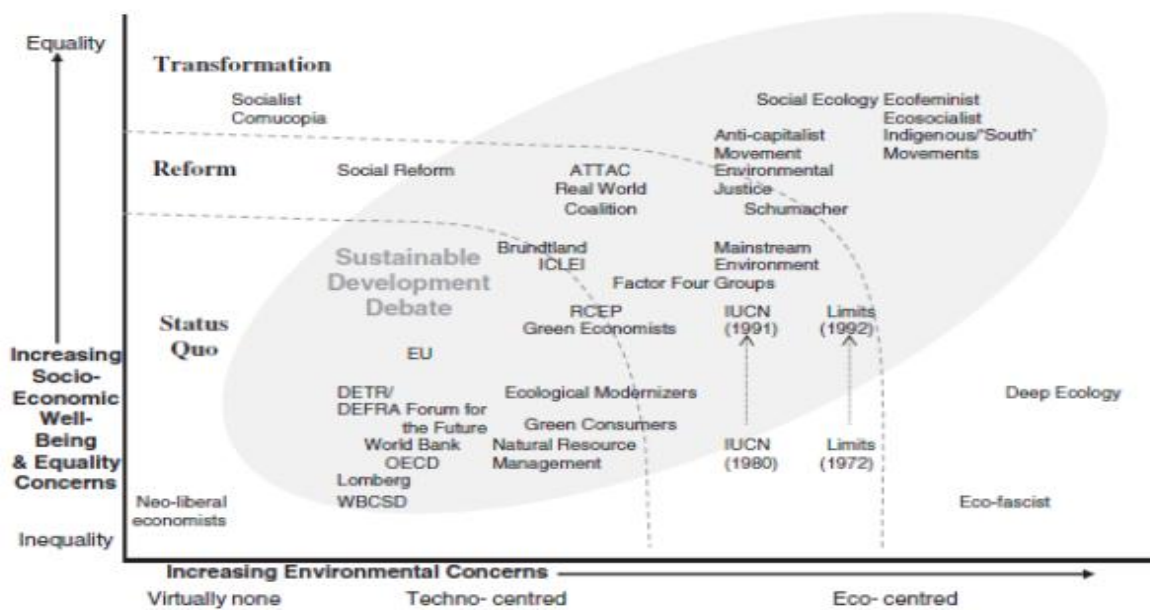 Equality
Transformation
Socialist
Cornucopia
Social Ecology Ecofeminist
Ecosocialist
Anti-capitalist Indigenous/"South"
Movement Movements
Reform
Social Reform
ATTAC
Environmental
Real World
Justice
Coalition
Schumacher
Sustainable
Development
Debate
Brundtland
ICLEI
Mainstream
Environment
Factor Four Groups
Status
Quo
RCEP
Green Economists
IUCN
(1991)
Limits
(1992)
EU
Increasing
Socio-
Economic
Well-
Being
& Equality
Concerns
DETR/
DEFRA Forum for
the Future
Ecological Modernizers
Green Consumers
Deep Ecology
World Bank
OECD
Natural Resource
Management
IUCN
(1980)
Limits
(1972)
Lomberg
WBCSD
Neo-liberal
economists
Eco-fascist
Inequality
Increasing Environmental Concerns
Virtually none
Techno- centred
Eco- centred